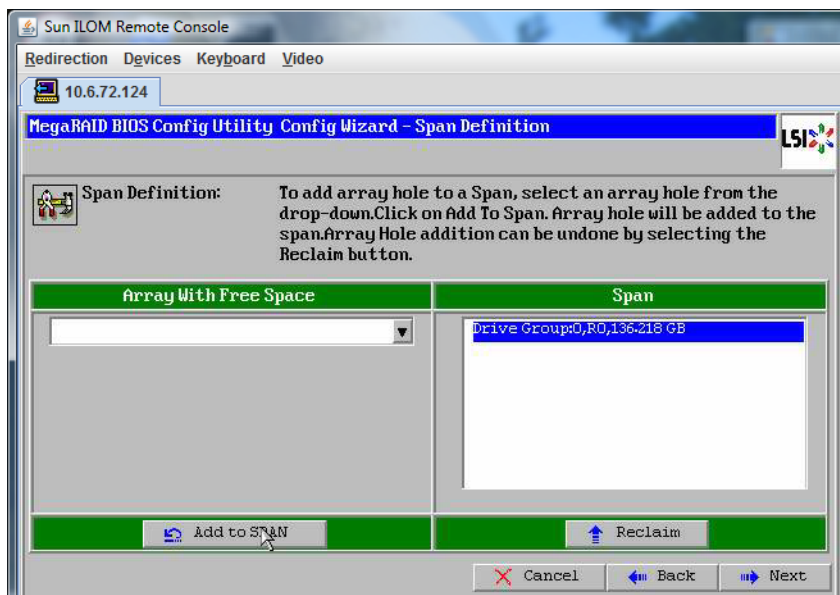 Sun ILOM Remote Console
Redirection Devices Keyboard Video
10.6.72.124
MegaRAID BIOS Config Utility Config Wizard - Span Definition
LSI
Span Definition:
To add array hole to a Span, select an array hole from the
drop-down.Click on Add To Span. Array hole will be added to the
span.Array Hole addition can be undone by selecting the
Reclaim button.
Array With Free Space
Span
Drive Group:0,R0,136.218 GB
Add to SPAN
Reclaim
Cancel
Back
Next